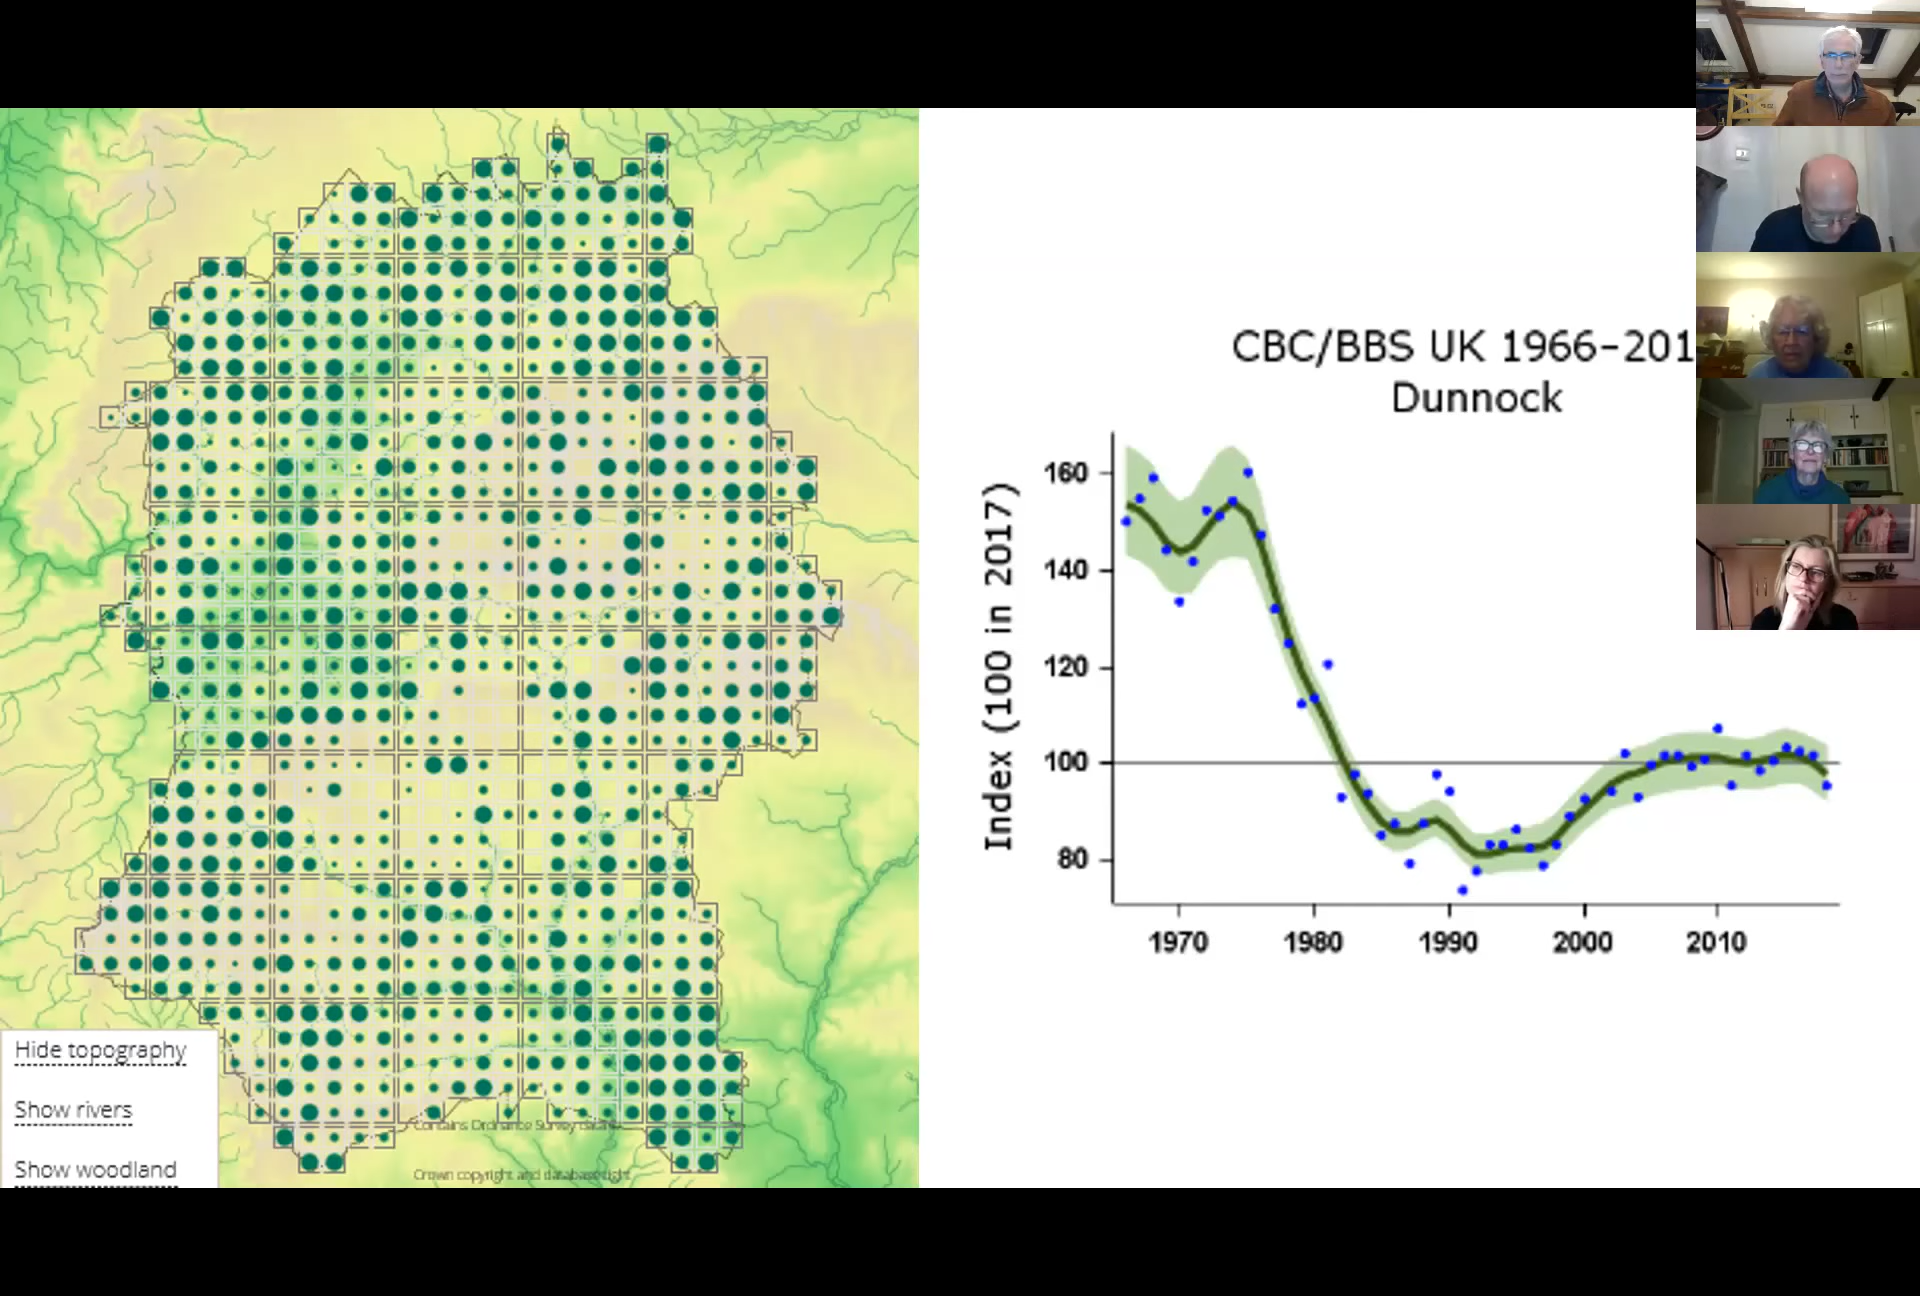 Hide topography
Show rivers
Show woodland
Contains Ordnance Survey data
Crown copyright and database right
CBC/BBS UK 1966-201
Dunnock
Index (100 in 2017)
160
140
120
100
80
1970 1980 1990 2000 2010